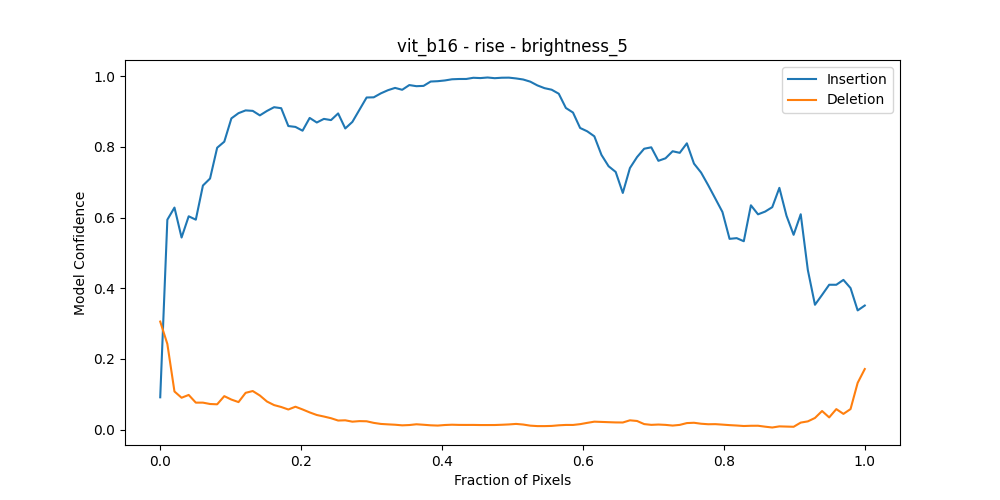 vit_b16 - rise - brightness_5
Insertion
Deletion
Model Confidence
1.0
0.8
0.6
0.4
0.2
0.0
0.0 0.2 0.4 0.6 0.8 1.0
Fraction of Pixels